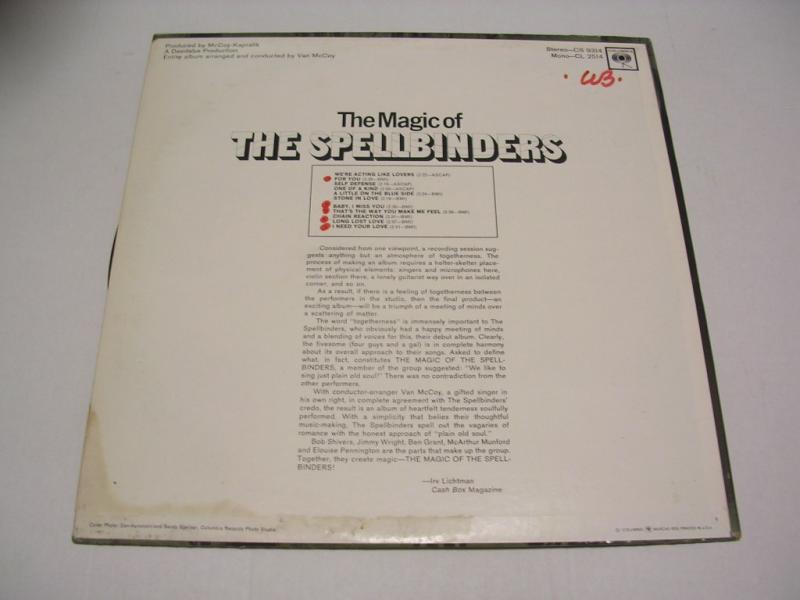 Produced by McCoy-Kapralik
A Daedalus Production
Entire album arranged and conducted by Van McCoy
Stereo—CS 9314
Mono—CL 2514
The Magic of
THE SPELLBINDERS
WE'RE ACTING LIKE LOVERS (2:25—ASCAP)
FOR YOU
SELF DEFENSE
ONE OF A KIND
A LITTLE ON THE BLUE SIDE
STONE IN LOVE
BABY, I MISS YOU
THAT'S THE WAY YOU MAKE ME FEEL
CHAIN REACTION
LONG LOST LOVE
I NEED YOUR LOVE
Considered from one viewpoint, a recording session sug-
gests anything but an atmosphere of togetherness. The
process of making an album requires a helter-skelter place-
ment of physical elements: singers and microphones here,
violin section there, a lonely guitarist way over in an isolated
corner, and so on.
As a result, if there is a feeling of togetherness between
the performers in the studio, then the final product—an
exciting album—will be a triumph of a meeting of minds over
a scattering of matter.
The word "togetherness" is immensely important to The
Spellbinders, who obviously had a happy meeting of minds
and a blending of voices for this, their debut album. Clearly,
the fivesome (four guys and a gal) is in complete harmony
about its overall approach to their songs. Asked to define
what, in fact, constitutes THE MAGIC OF THE SPELL-
BINDERS, a member of the group suggested: "We like to
sing just plain old soul!" There was no contradiction from the
other performers.
With conductor-arranger Van McCoy, a gifted singer in
his own right, in complete agreement with The Spellbinders'
credo, the result is an album of heartfelt tenderness soulfully
performed. With a simplicity that belies their thoughtful
music-making, The Spellbinders spell out the vagaries of
romance with the honest approach of "plain old soul."
Bob Shivers, Jimmy Wright, Ben Grant, McArthur Munford
and Elouise Pennington are the parts that make up the group.
Together, they create magic—THE MAGIC OF THE SPELL-
BINDERS!
—Irv Lichtman
Cash Box Magazine
Columbia Records Photo Studio